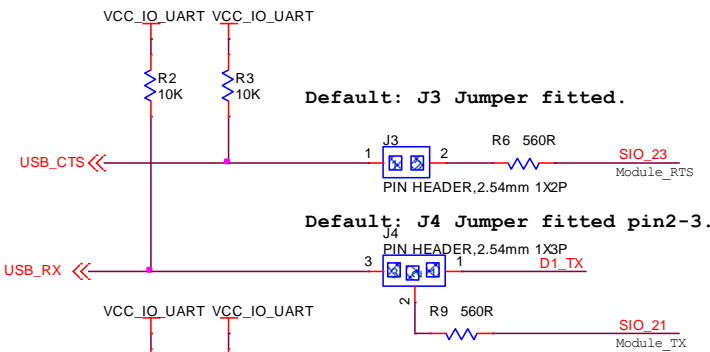 VCC_IO_UART VCC_IO_UART
R2
10K
R3
10K
Default: J3 Jumper fitted.
J3
1
2
R6 560R
USB_CTS
SIO_23
Module_RTS
PIN HEADER,2.54mm 1X2P
Default: J4 Jumper fitted pin2-3.
J4
PIN HEADER,2.54mm 1X3P
3
1
USB_RX
D1_TX
2
VCC_IO_UART VCC_IO_UART
R9 560R
SIO_21
Module_TX